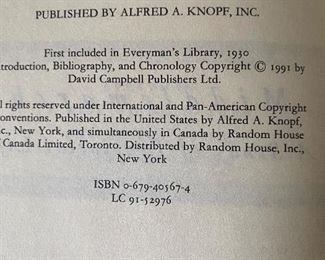 PUBLISHED BY ALFRED A. KNOPF, INC.
First included in Everyman's Library, 1930
troduction, Bibliography, and Chronology Copyright © 1991 by
David Campbell Publishers Ltd.
l rights reserved under International and Pan-American Copyright
onventions. Published in the United States by Alfred A. Knopf,
c., New York, and simultaneously in Canada by Random House
f Canada Limited, Toronto. Distributed by Random House, Inc.,
New York
ISBN 0-679-40567-4
LC 91-52976